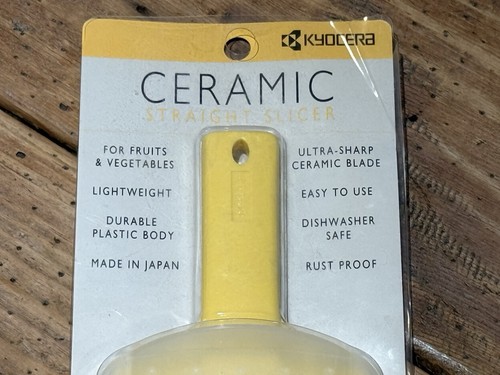 KYOCERA
CERAMIC
STRAIGHT SLICER
FOR FRUITS
& VEGETABLES
LIGHTWEIGHT
DURABLE
PLASTIC BODY
MADE IN JAPAN
ULTRA-SHARP
CERAMIC BLADE
EASY TO USE
DISHWASHER
SAFE
RUST PROOF